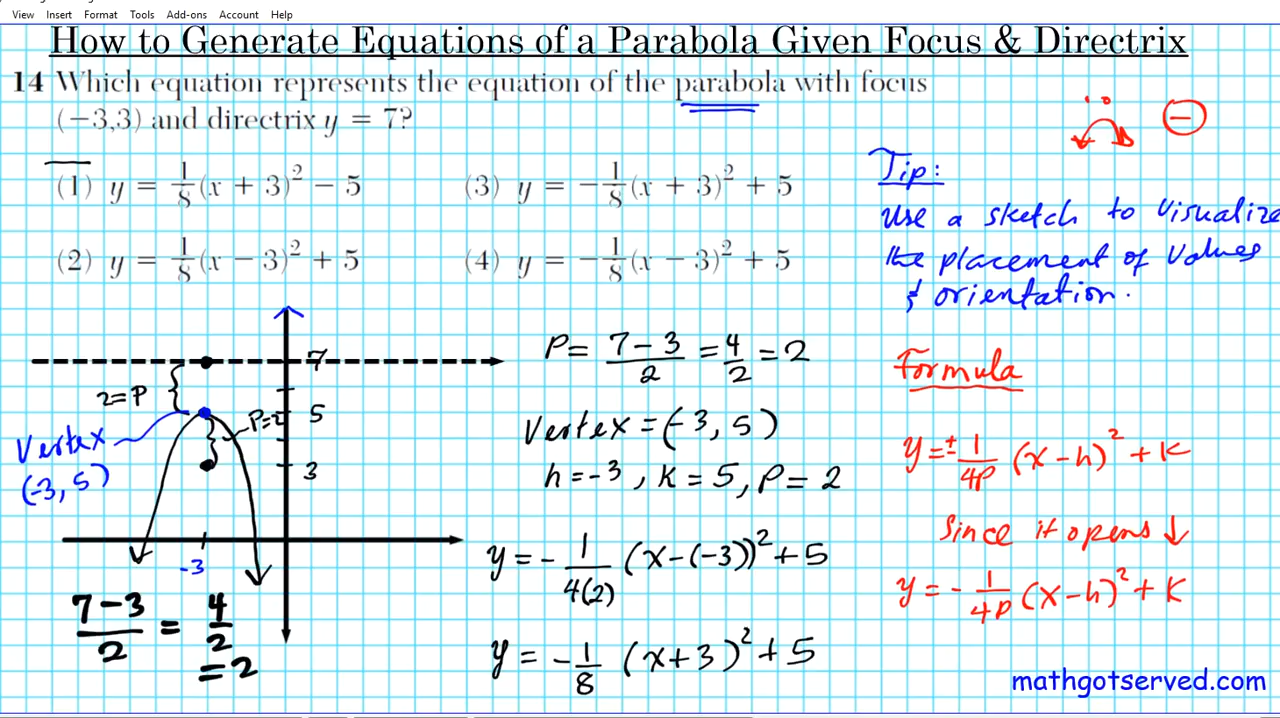 View Insert Format Tools Add-ons Account Help
How to Generate Equations of a Parabola Given Focus & Directrix
14 Which equation represents the equation of the parabola with focus
(−3,3) and directrix y = 7?
(1) y = 1/8(x + 3)² − 5
(3) y = −1/8(x + 3)² + 5
(2) y = 1/8(x − 3)² + 5
(4) y = −1/8(x − 3)² + 5
−
Tip:
Use a sketch to visualize
the placement of values
& orientation.
7
2=P
5
P=2
Vertex
(-3, 5)
3
-3
7-3/2 = 4/2
= 2
P = 7-3/2 = 4/2 = 2
Vertex = (-3, 5)
h = -3, K = 5, P = 2
y = - 1/4(2) (x-(-3))² + 5
y = - 1/8 (x+3)² + 5
Formula
y = ± 1/4P (x-h)² + K
Since it opens ↓
y = - 1/4P (x-h)² + K
mathgotserved.com